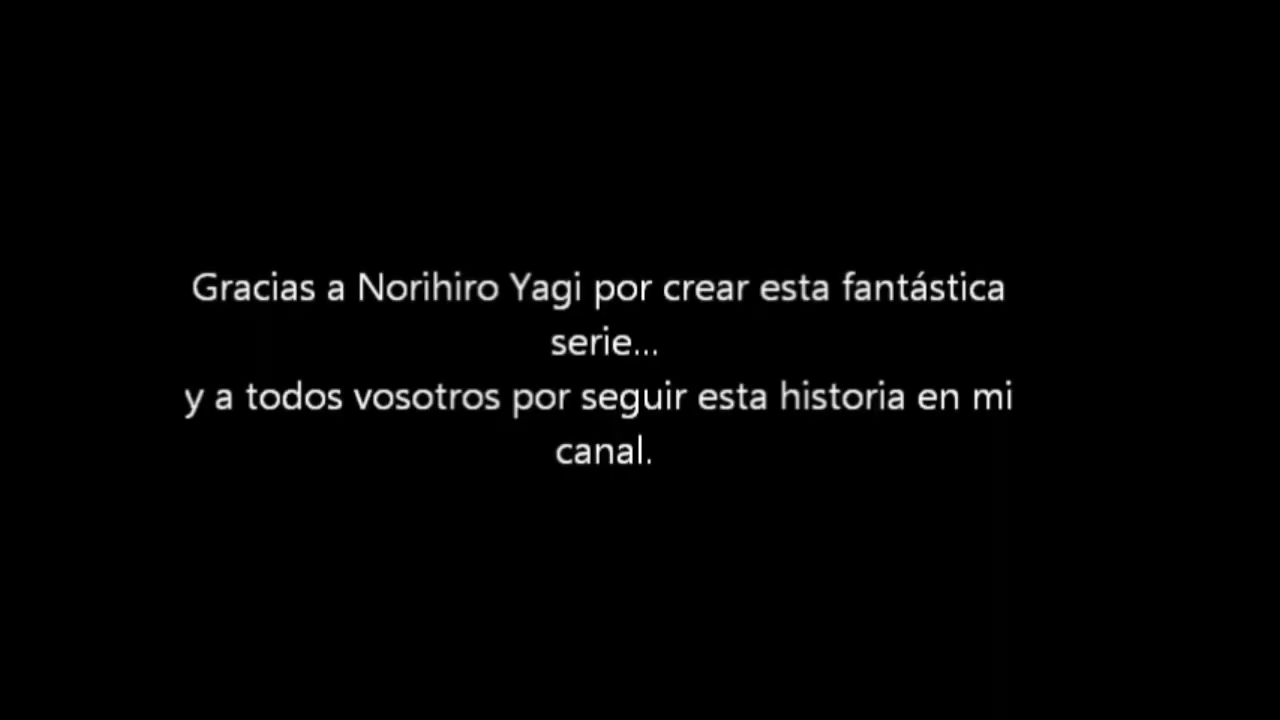 Gracias a Norihiro Yagi por crear esta fantástica
serie...
y a todos vosotros por seguir esta historia en mi
canal.